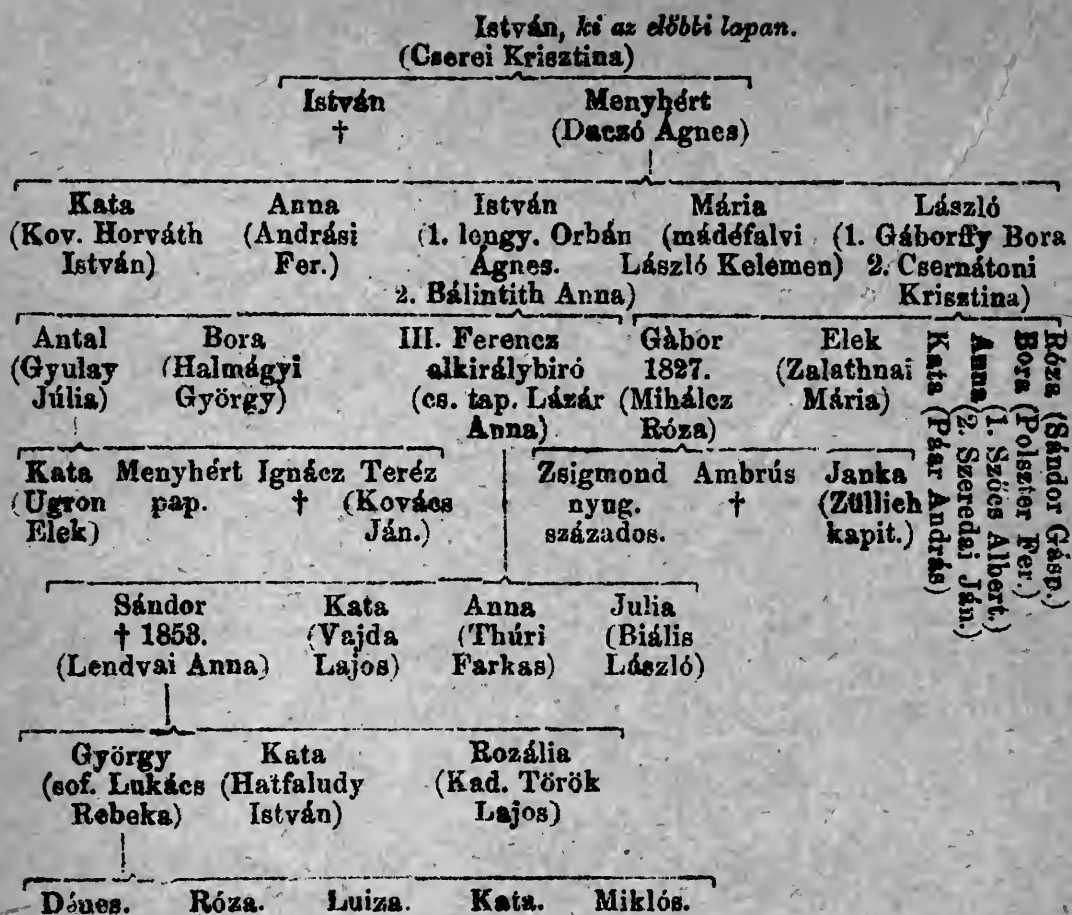 István, ki az előbbi lapan.
(Cserei Krisztina)
István Menyhért
† (Daczó Ágnes)
Kata Anna István Mária László
(Kov. Horváth (Andrási (1. lengy. Orbán (mádéfalvi (1. Gáborffy Bora
István) Fer.) Ágnes. László Kelemen) 2. Csernátoni
2. Bálintith Anna) Krisztina)
Antal Bora III. Ferencz Gábor Elek
(Gyulay (Halmágyi alkirálybiró 1827. (Zalathnai
Júlia) György) (cs. tap. Lázár (Mihálcz Mária)
Anna) Róza)
Róza (Sándor Gásp.)
Bora (Polszter Fer.)
Anna (1. Szőcs Albert.)
2. Szeredai Ján.)
Kata (Páar András)
Kata Menyhért Ignácz Teréz Zsigmond Ambrús Janka
(Ugron pap. † (Kovács nyug. † (Züllich
Elek) Ján.) százados. kapit.)
Sándor Kata Anna Julia
† 1853. (Vajda (Thúri (Biális
(Lendvai Anna) Lajos) Farkas) László)
György Kata Rozália
(sof. Lukács (Hatfaludy (Kad. Török
Rebeka) István) Lajos)
Dénes. Róza. Luiza. Kata. Miklós.